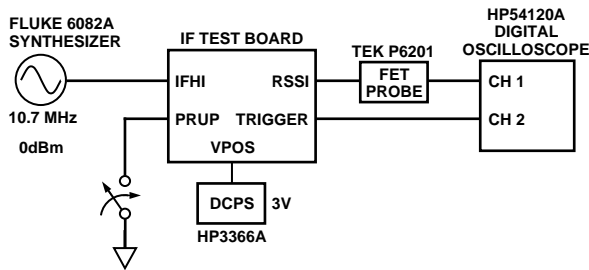 FLUKE 6082A
SYNTHESIZER
10.7 MHz
0dBm
IF TEST BOARD
IFHI
RSSI
PRUP
TRIGGER
VPOS
DCPS
3V
HP3366A
TEK P6201
FET
PROBE
HP54120A
DIGITAL
OSCILLOSCOPE
CH 1
CH 2